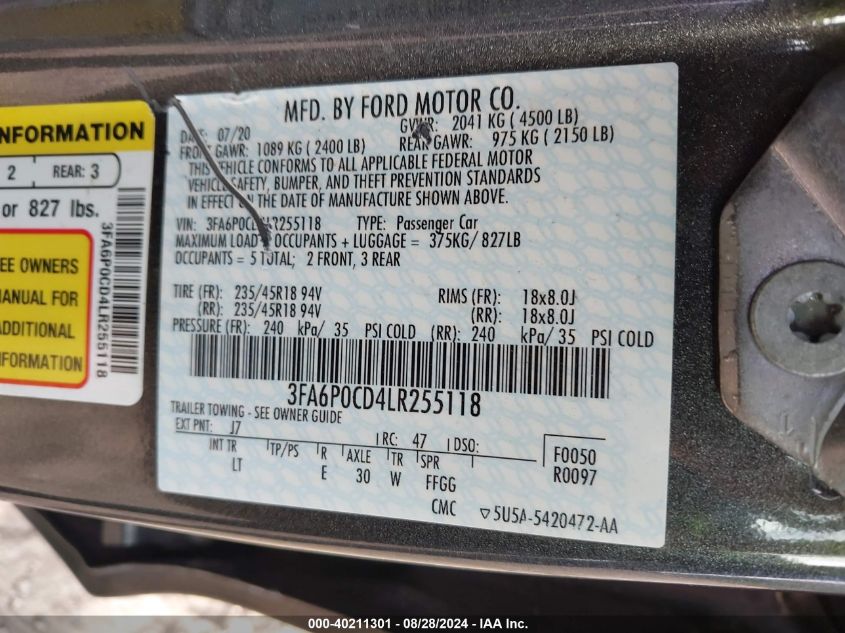 INFORMATION
2 REAR: 3
or 827 lbs.
SEE OWNERS
MANUAL FOR
ADDITIONAL
INFORMATION
3FA6P0CD4LR255118
MFD. BY FORD MOTOR CO.
DATE: 07/20 GVWR: 2041 KG ( 4500 LB)
FRONT GAWR: 1089 KG ( 2400 LB) REAR GAWR: 975 KG ( 2150 LB)
THIS VEHICLE CONFORMS TO ALL APPLICABLE FEDERAL MOTOR
VEHICLE SAFETY, BUMPER, AND THEFT PREVENTION STANDARDS
IN EFFECT ON THE DATE OF MANUFACTURE SHOWN ABOVE.
VIN: 3FA6P0CD4LR255118 TYPE: Passenger Car
MAXIMUM LOAD = OCCUPANTS + LUGGAGE = 375KG/ 827LB
OCCUPANTS = 5 TOTAL; 2 FRONT, 3 REAR
TIRE (FR): 235/45R18 94V RIMS (FR): 18x8.0J
(RR): 235/45R18 94V (RR): 18x8.0J
PRESSURE (FR): 240 kPa/ 35 PSI COLD (RR): 240 kPa/ 35 PSI COLD
3FA6P0CD4LR255118
TRAILER TOWING - SEE OWNER GUIDE
EXT PNT: J7 RC: 47 DSO: F0050
INT TR TP/PS R AXLE TR SPR R0097
LT E 30 W FFGG
CMC ▽5U5A-5420472-AA
000-40211301 | 08/28/2024 | IAA Inc.